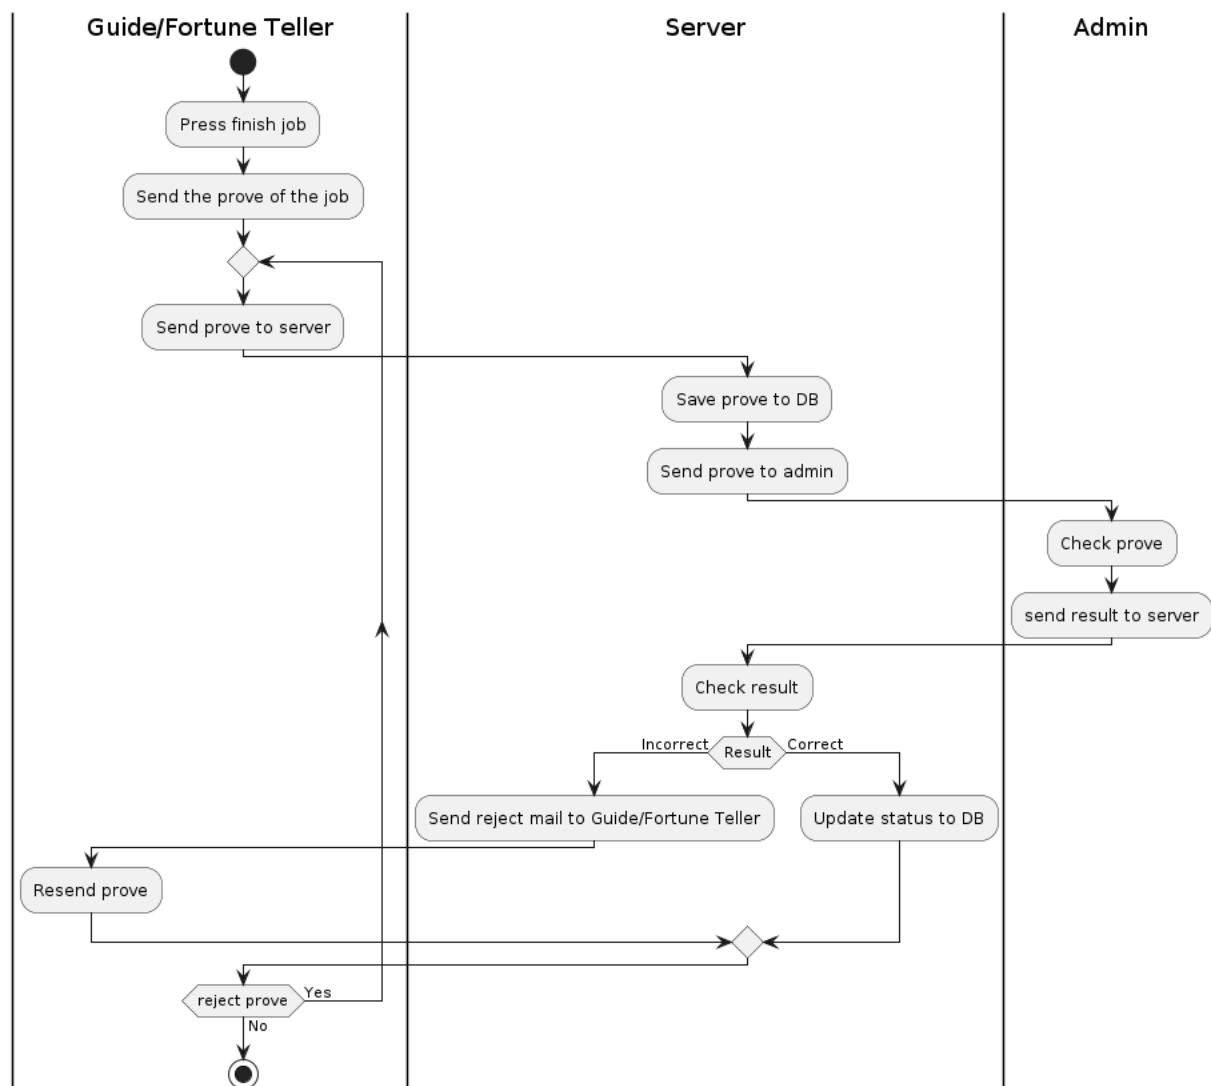 Guide/Fortune Teller
Server
Admin
Press finish job
Send the prove of the job
Send prove to server
Save prove to DB
Send prove to admin
Check prove
send result to server
Check result
Incorrect
Result
Correct
Send reject mail to Guide/Fortune Teller
Update status to DB
Resend prove
reject prove
Yes
No